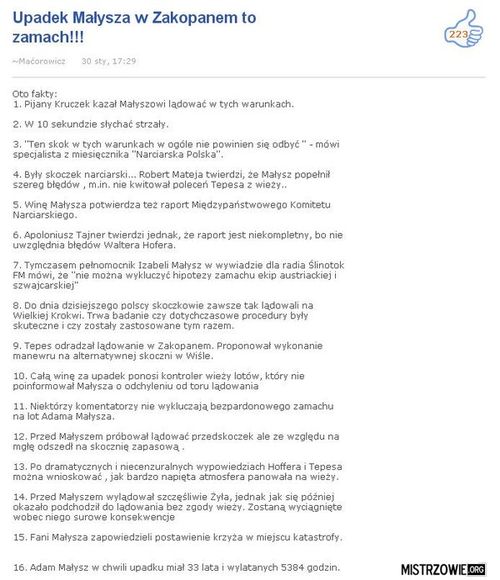 Upadek Małysza w Zakopanem to
zamach!!!
223
~Maćorowicz 30 sty, 17:29
Oto fakty:
1. Pijany Kruczek kazał Małyszowi lądować w tych warunkach.
2. W 10 sekundzie słychać strzały.
3. "Ten skok w tych warunkach w ogóle nie powinien się odbyć " - mówi
specjalista z miesięcznika "Narciarska Polska".
4. Były skoczek narciarski... Robert Mateja twierdzi, że Małysz popełnił
szereg błędów , m.in. nie kwitował poleceń Tepesa z wieży..
5. Winę Małysza potwierdza też raport Międzypaństwowego Komitetu
Narciarskiego.
6. Apoloniusz Tajner twierdzi jednak, że raport jest niekompletny, bo nie
uwzględnia błędów Waltera Hofera.
7. Tymczasem pełnomocnik Izabeli Małysz w wywiadzie dla radia Ślinotok
FM mówi, że "nie można wykluczyć hipotezy zamachu ekip austriackiej i
szwajcarskiej"
8. Do dnia dzisiejszego polscy skoczkowie zawsze tak lądowali na
Wielkiej Krokwi. Trwa badanie czy dotychczasowe procedury były
skuteczne i czy zostały zastosowane tym razem.
9. Tepes odradzał lądowanie w Zakopanem. Proponował wykonanie
manewru na alternatywnej skoczni w Wiśle.
10. Całą winę za upadek ponosi kontroler wieży lotów, który nie
poinformował Małysza o odchyleniu od toru lądowania
11. Niektórzy komentatorzy nie wykluczają bezpardonowego zamachu
na lot Adama Małysza.
12. Przed Małyszem próbował lądować przedskoczek ale ze względu na
mgłę odszedł na skocznię zapasową .
13. Po dramatycznych i niecenzuralnych wypowiedziach Hoffera i Tepesa
można wnioskować , jak bardzo napięta atmosfera panowała na wieży.
14. Przed Małyszem wylądował szczęśliwie Żyła, jednak jak się później
okazało podchodził do lądowania bez zgody wieży. Zostaną wyciągnięte
wobec niego surowe konsekwencje
15. Fani Małysza zapowiedzieli postawienie krzyża w miejscu katastrofy.
16. Adam Małysz w chwili upadku miał 33 lata i wylatanych 5384 godzin.
MISTRZOWIE.ORG